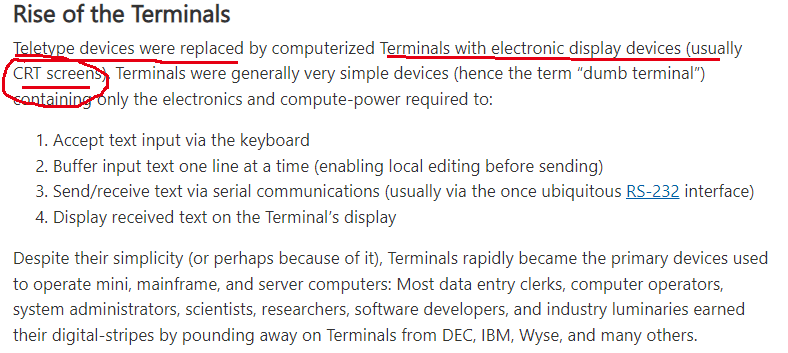 Rise of the Terminals
Teletype devices were replaced by computerized Terminals with electronic display devices (usually
CRT screens). Terminals were generally very simple devices (hence the term “dumb terminal”)
containing only the electronics and compute-power required to:
1. Accept text input via the keyboard
2. Buffer input text one line at a time (enabling local editing before sending)
3. Send/receive text via serial communications (usually via the once ubiquitous RS-232 interface)
4. Display received text on the Terminal’s display
Despite their simplicity (or perhaps because of it), Terminals rapidly became the primary devices used
to operate mini, mainframe, and server computers: Most data entry clerks, computer operators,
system administrators, scientists, researchers, software developers, and industry luminaries earned
their digital-stripes by pounding away on Terminals from DEC, IBM, Wyse, and many others.